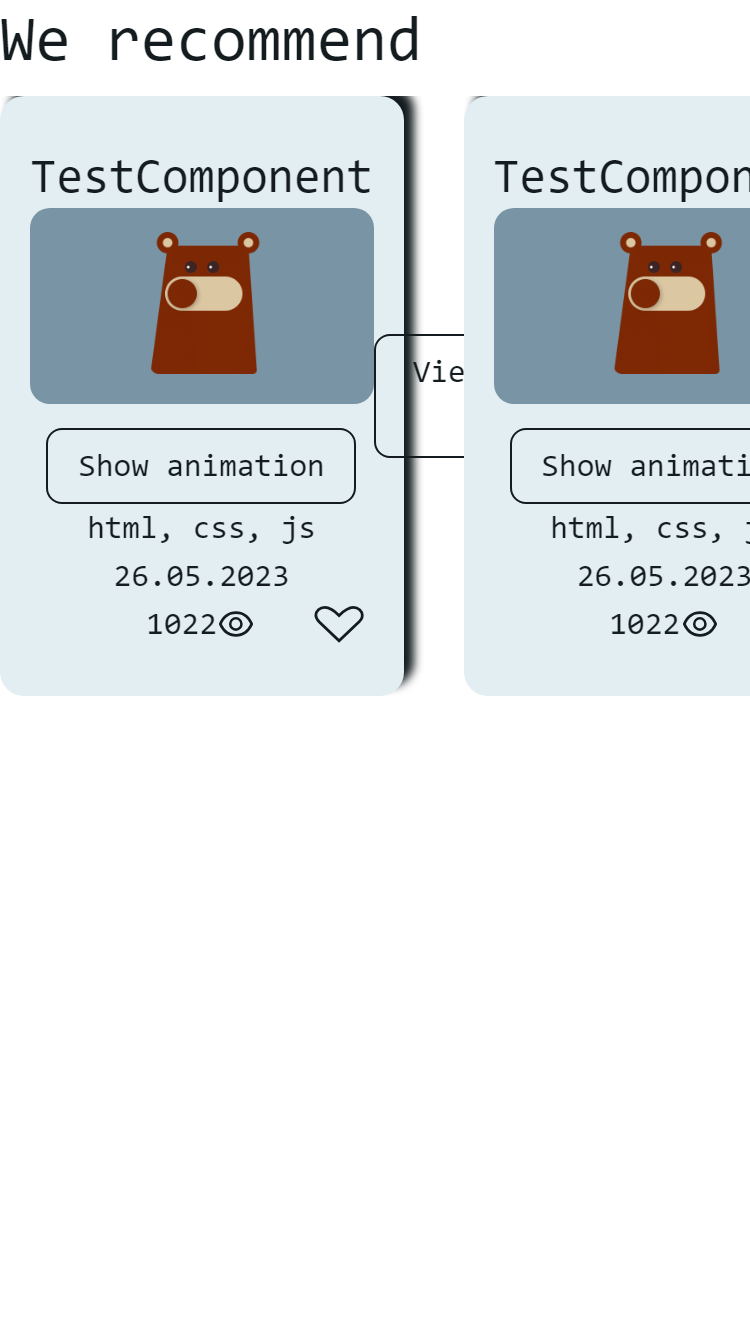 We recommend
TestComponent
Show animation
html, css, js
26.05.2023
1022
Vie
TestCompon
Show animati
html, css, j
26.05.2023
1022